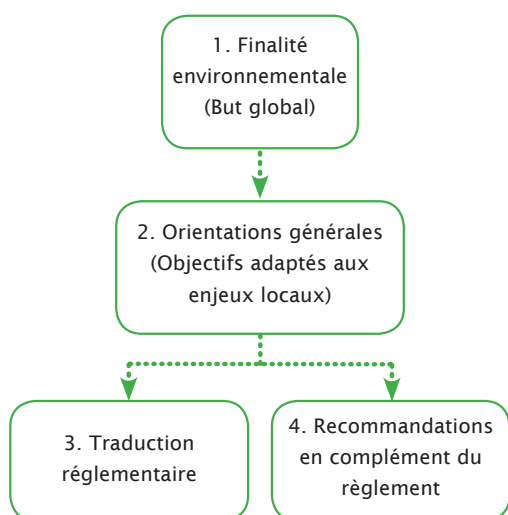 1. Finalité
environnementale
(But global)
2. Orientations générales
(Objectifs adaptés aux
enjeux locaux)
3. Traduction
réglementaire
4. Recommandations
en complément du
règlement